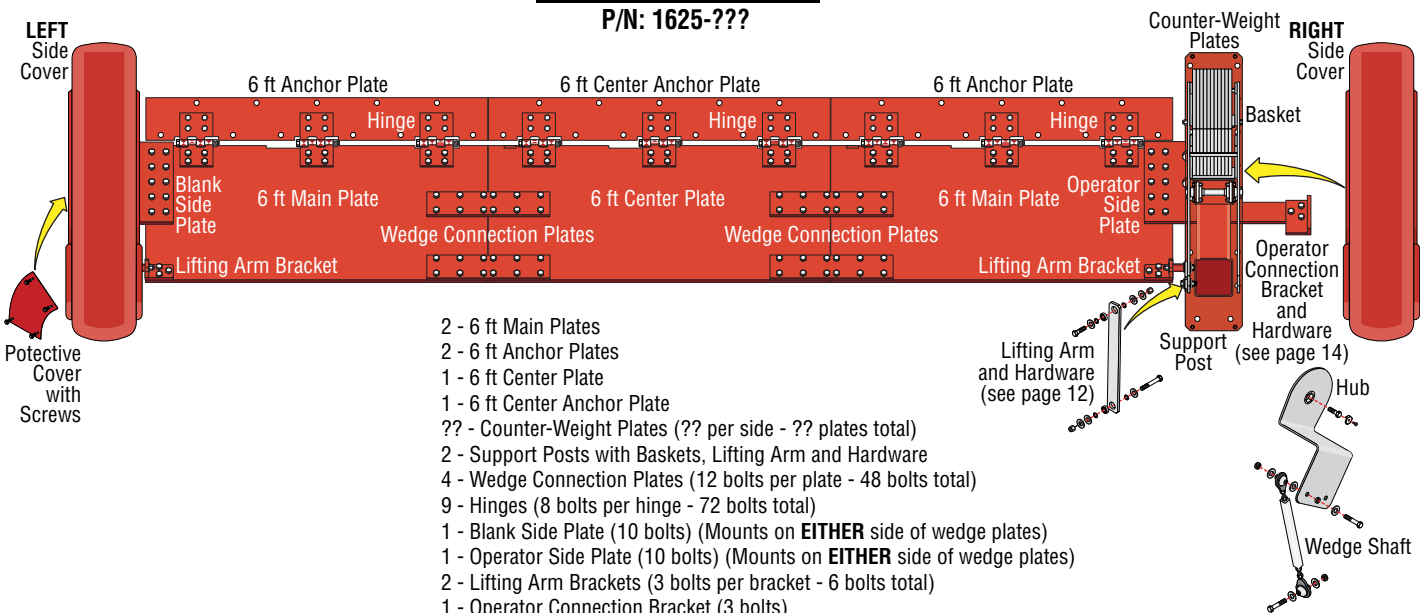 P/N: 1625-???
LEFT
Side
Cover
Counter-Weight
Plates
RIGHT
Side
Cover
6 ft Anchor Plate
6 ft Center Anchor Plate
6 ft Anchor Plate
Hinge
Hinge
Hinge
Basket
Blank
Side
Plate
6 ft Main Plate
6 ft Center Plate
6 ft Main Plate
Operator
Side
Plate
Wedge Connection Plates
Wedge Connection Plates
Lifting Arm Bracket
Lifting Arm Bracket
Operator
Connection
Bracket
and
Hardware
(see page 14)
Potective
Cover
with
Screws
Lifting Arm
and Hardware
(see page 12)
Support
Post
Hub
Wedge Shaft
2 - 6 ft Main Plates
2 - 6 ft Anchor Plates
1 - 6 ft Center Plate
1 - 6 ft Center Anchor Plate
?? - Counter-Weight Plates (?? per side - ?? plates total)
2 - Support Posts with Baskets, Lifting Arm and Hardware
4 - Wedge Connection Plates (12 bolts per plate - 48 bolts total)
9 - Hinges (8 bolts per hinge - 72 bolts total)
1 - Blank Side Plate (10 bolts) (Mounts on EITHER side of wedge plates)
1 - Operator Side Plate (10 bolts) (Mounts on EITHER side of wedge plates)
2 - Lifting Arm Brackets (3 bolts per bracket - 6 bolts total)
1 - Operator Connection Bracket (3 bolts)